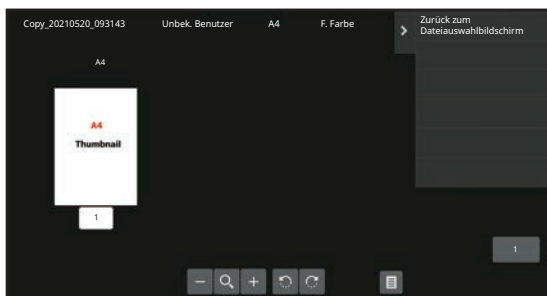 Copy_20210520_093143 Unbek. Benutzer A4 F. Farbe
Zurück zum
Dateiauswahlbildschirm
A4
A4
Thumbnail
1
1